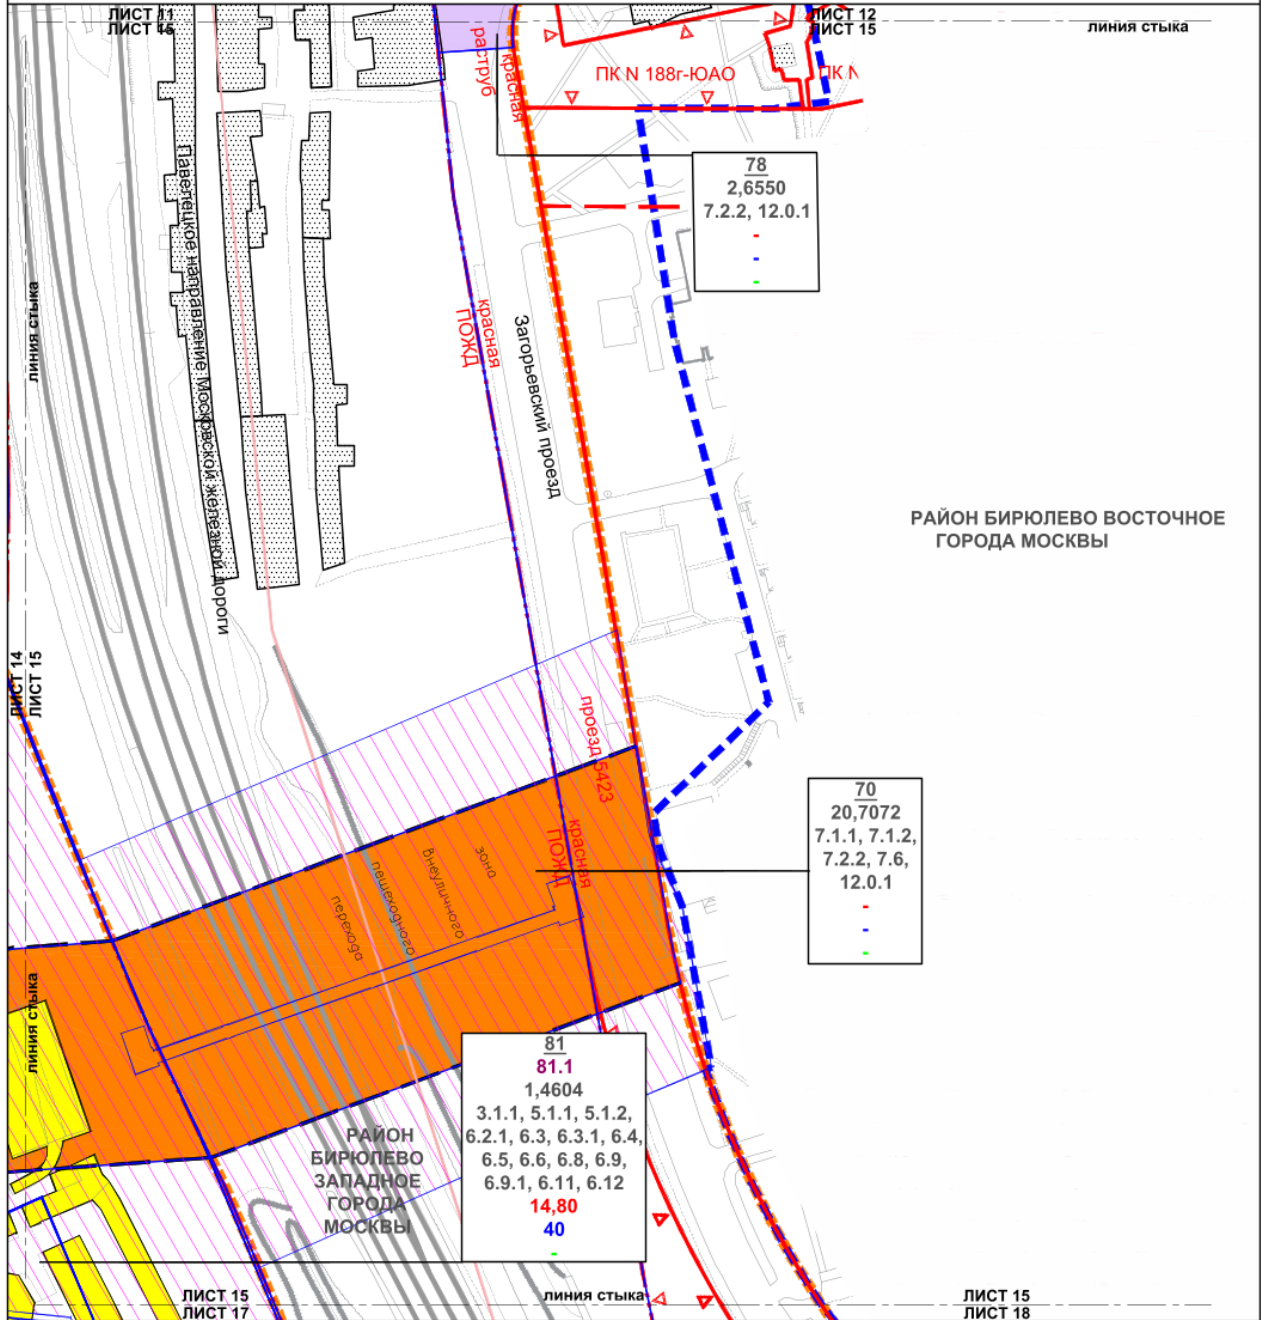 ЛИСТ 11
ЛИСТ 15
ЛИСТ 12
ЛИСТ 15
линия стыка
раструб
красная
ПК N 188г-ЮАО
ПК N
78
2,6550
7.2.2, 12.0.1
-
-
-
Павелецкое направление Московской железной дороги
линия стыка
красная
ПОЖД
Загорьевский проезд
РАЙОН БИРЮЛЕВО ВОСТОЧНОЕ
ГОРОДА МОСКВЫ
ЛИСТ 14
ЛИСТ 15
проезд 5423
красная
ПОЖД
зона
внеуличного
пешеходного
перехода
70
20,7072
7.1.1, 7.1.2,
7.2.2, 7.6,
12.0.1
-
-
-
линия стыка
81
81.1
1,4604
3.1.1, 5.1.1, 5.1.2,
6.2.1, 6.3, 6.3.1, 6.4,
6.5, 6.6, 6.8, 6.9,
6.9.1, 6.11, 6.12
14,80
40
-
РАЙОН
БИРЮЛЕВО
ЗАПАДНОЕ
ГОРОДА
МОСКВЫ
ЛИСТ 15
ЛИСТ 17
линия стыка
ЛИСТ 15
ЛИСТ 18